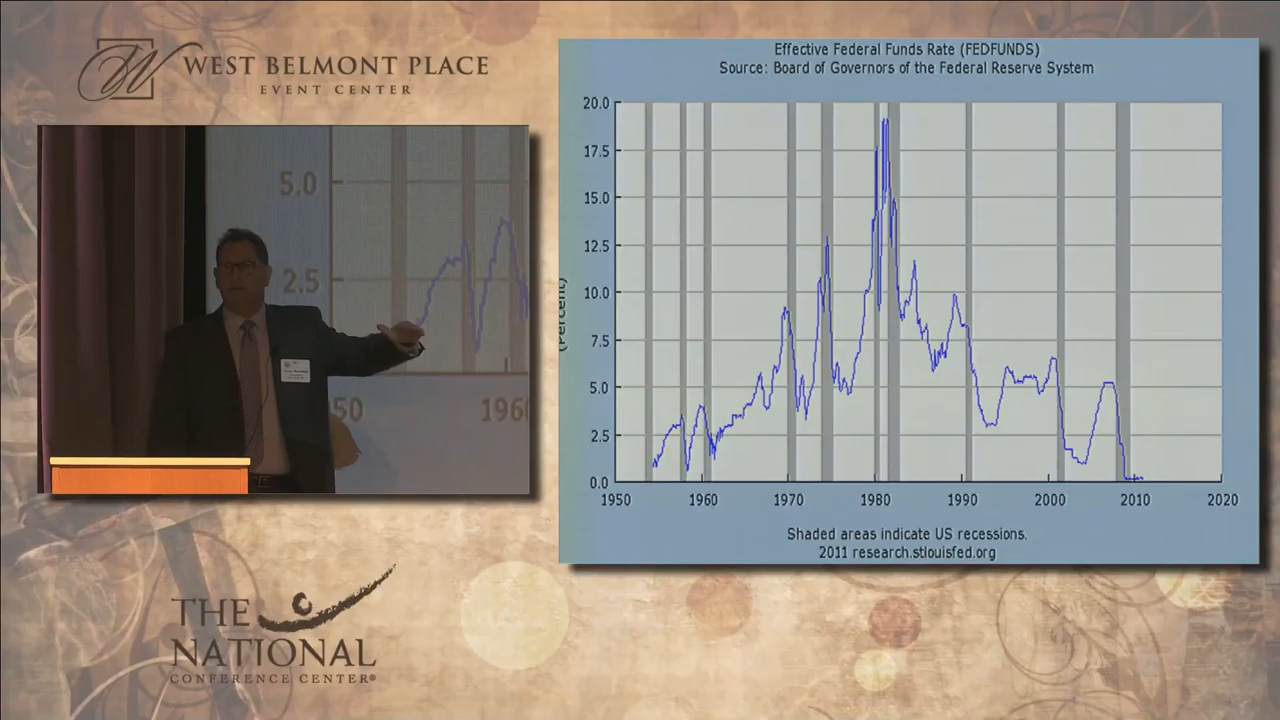 W WEST BELMONT PLACE
EVENT CENTER
5.0
2.5
50
196
THE
NATIONAL
CONFERENCE CENTER®
Effective Federal Funds Rate (FEDFUNDS)
Source: Board of Governors of the Federal Reserve System
20.0
17.5
15.0
12.5
10.0
7.5
5.0
2.5
0.0
(Percent)
1950 1960 1970 1980 1990 2000 2010 2020
Shaded areas indicate US recessions.
2011 research.stlouisfed.org